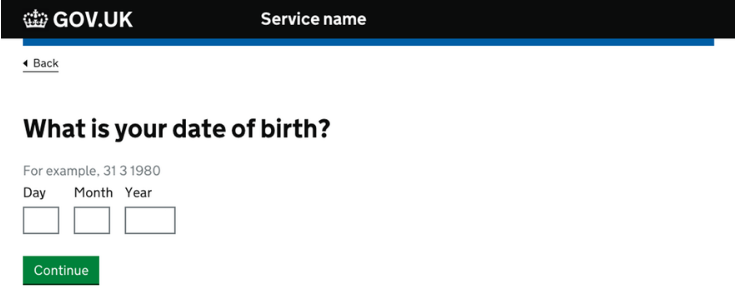 GOV.UK Service name
Back
What is your date of birth?
For example, 31 3 1980
Day Month Year
Continue